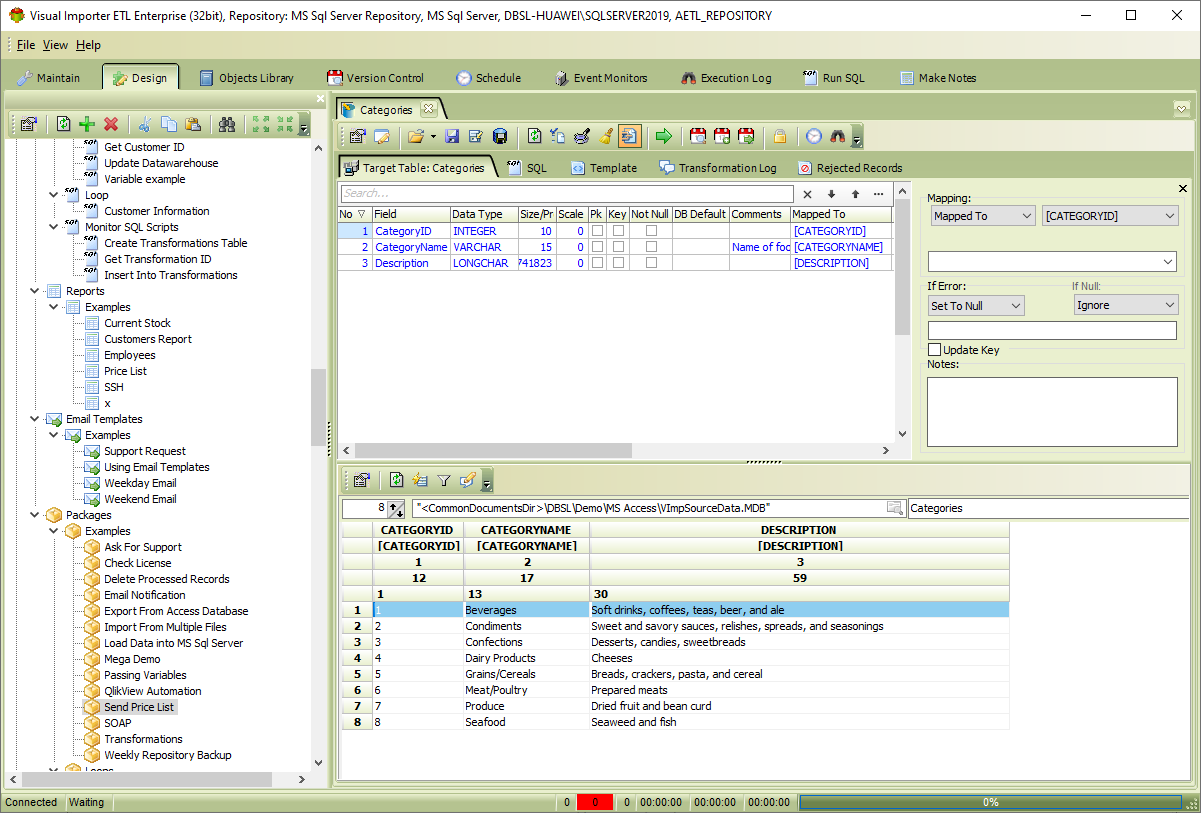 Visual Importer ETL Enterprise (32bit), Repository: MS Sql Server Repository, MS Sql Server, DBSL-HUAWEI\SQLSERVER2019, AETL_REPOSITORY
File View Help
Maintain Design Objects Library Version Control Schedule Event Monitors Execution Log Run SQL Make Notes
Get Customer ID
Update Datawarehouse
Variable example
Loop
Customer Information
Monitor SQL Scripts
Create Transformations Table
Get Transformation ID
Insert Into Transformations
Reports
Examples
Current Stock
Customers Report
Employees
Price List
SSH
x
Email Templates
Examples
Support Request
Using Email Templates
Weekday Email
Weekend Email
Packages
Examples
Ask For Support
Check License
Delete Processed Records
Email Notification
Export From Access Database
Import From Multiple Files
Load Data into MS Sql Server
Mega Demo
Passing Variables
QlikView Automation
Send Price List
SOAP
Transformations
Weekly Repository Backup
Loops
Categories
Target Table: Categories SQL Template Transformation Log Rejected Records
Search...
No Field Data Type Size/Pr Scale Pk Key Not Null DB Default Comments Mapped To
1 CategoryID INTEGER 10 0 [CATEGORYID]
2 CategoryName VARCHAR 15 0 Name of foo [CATEGORYNAME]
3 Description LONGCHAR 741823 0 [DESCRIPTION]
Mapping:
Mapped To [CATEGORYID]
If Error: If Null:
Set To Null Ignore
Update Key
Notes:
8 "<CommonDocumentsDir>\DBSL\Demo\MS Access\VImpSourceData.MDB" Categories
CATEGORYID CATEGORYNAME DESCRIPTION
[CATEGORYID] [CATEGORYNAME] [DESCRIPTION]
1 2 3
12 17 59
1 13 30
1 1 Beverages Soft drinks, coffees, teas, beer, and ale
2 2 Condiments Sweet and savory sauces, relishes, spreads, and seasonings
3 3 Confections Desserts, candies, sweetbreads
4 4 Dairy Products Cheeses
5 5 Grains/Cereals Breads, crackers, pasta, and cereal
6 6 Meat/Poultry Prepared meats
7 7 Produce Dried fruit and bean curd
8 8 Seafood Seaweed and fish
Connected Waiting 0 0 0 00:00:00 00:00:00 00:00:00 0%